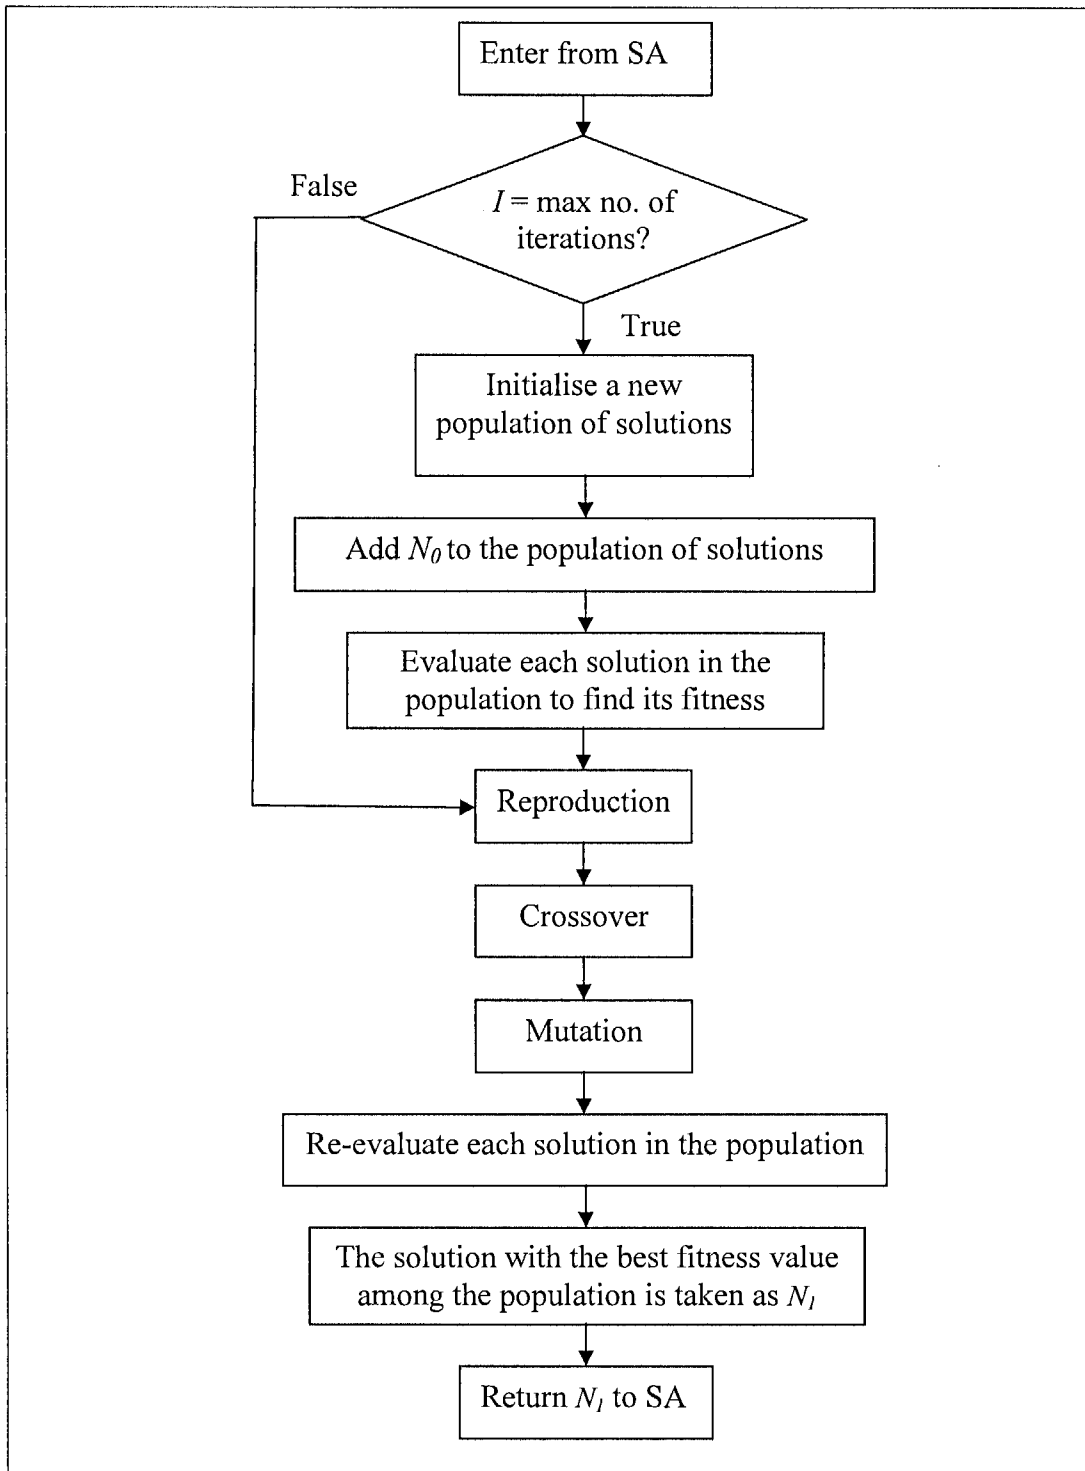 Enter from SA
False
I = max no. of
iterations?
True
Initialise a new
population of solutions
Add N0 to the population of solutions
Evaluate each solution in the
population to find its fitness
Reproduction
Crossover
Mutation
Re-evaluate each solution in the population
The solution with the best fitness value
among the population is taken as N1
Return N1 to SA